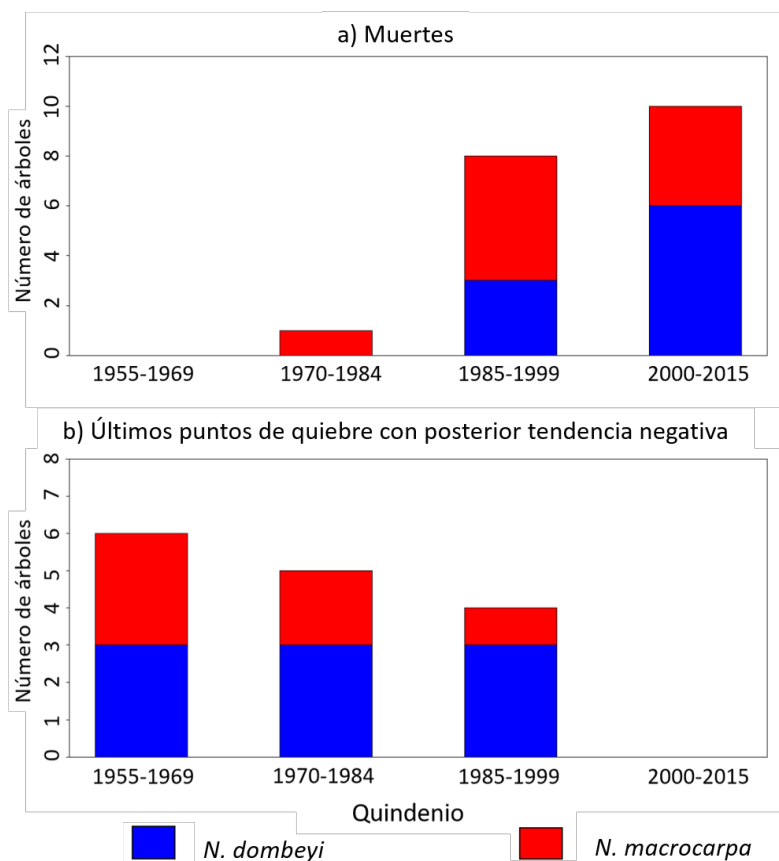 a) Muertes
Número de árboles
12
10
8
6
4
2
0
1955-1969 1970-1984 1985-1999 2000-2015
b) Últimos puntos de quiebre con posterior tendencia negativa
Número de árboles
8
7
6
5
4
3
2
1
0
1955-1969 1970-1984 1985-1999 2000-2015
Quindenio
N. dombeyi N. macrocarpa